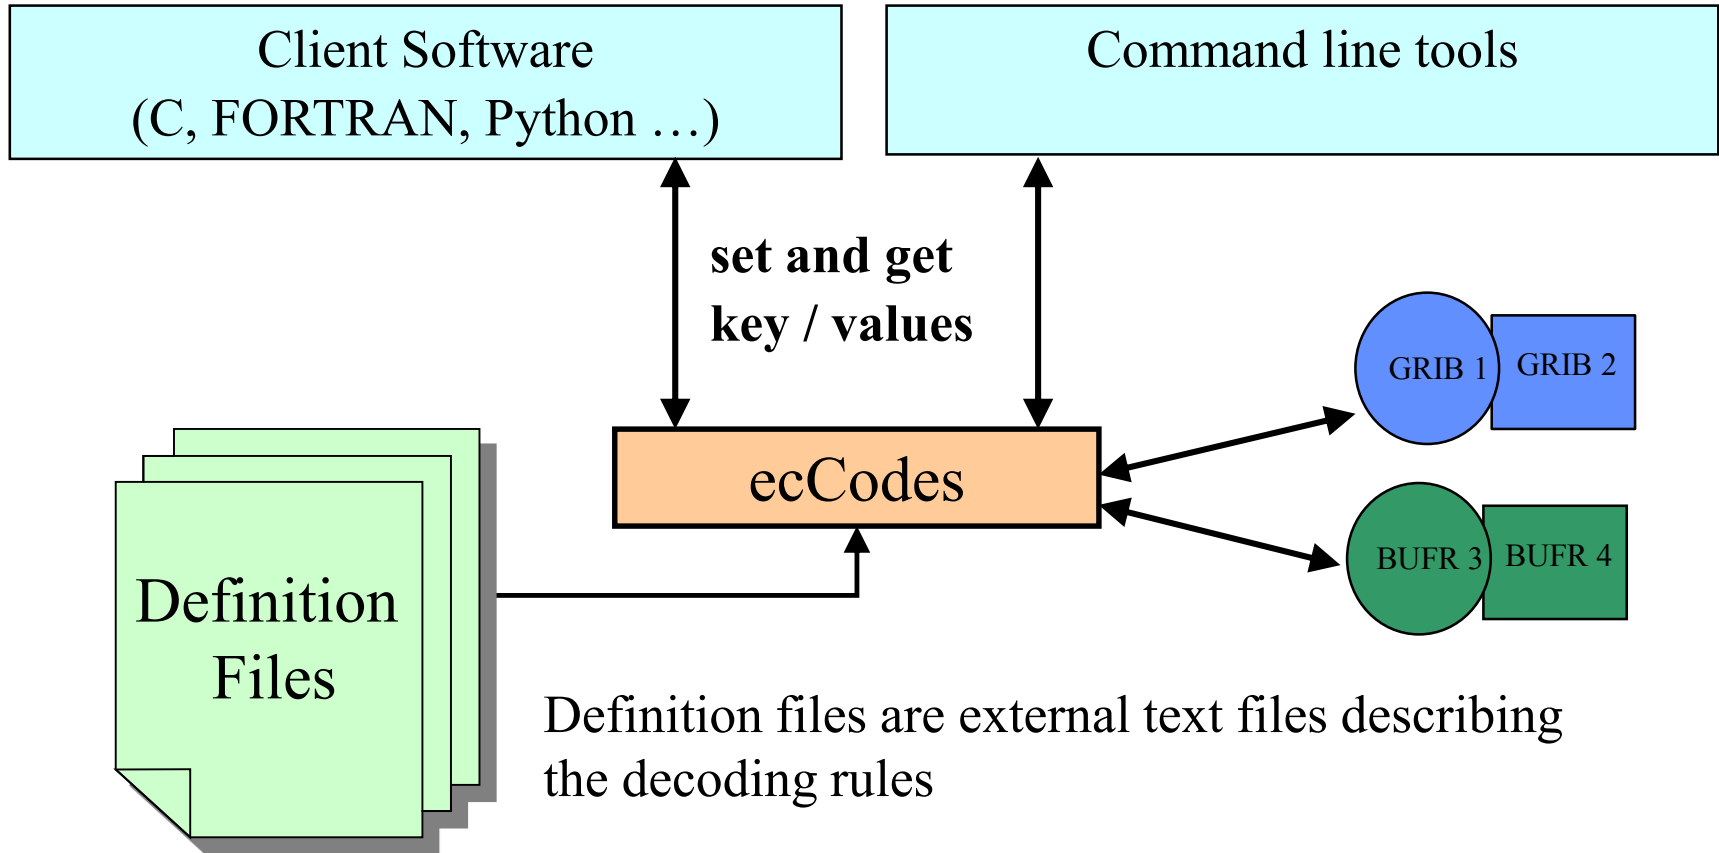 Client Software
(C, FORTRAN, Python …)
Command line tools
set and get
key / values
GRIB 1
GRIB 2
ecCodes
BUFR 3
BUFR 4
Definition
Files
Definition files are external text files describing
the decoding rules